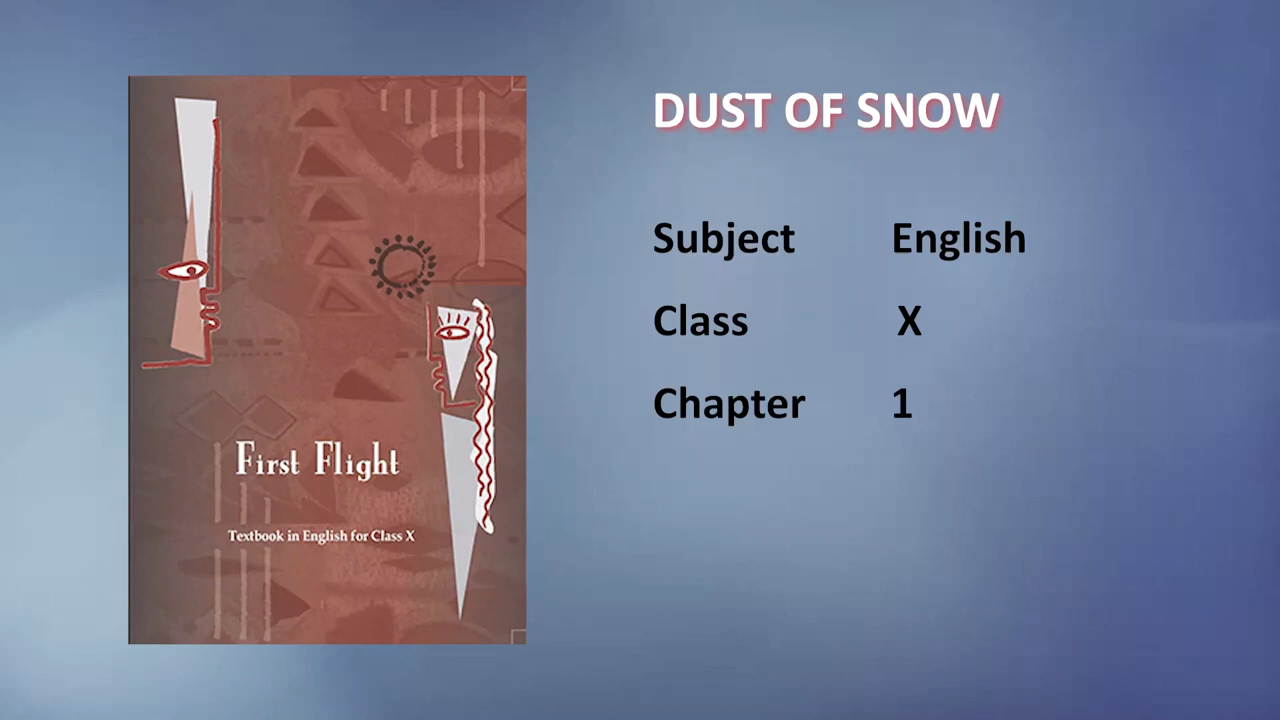 First Flight
Textbook in English for Class X
DUST OF SNOW
Subject English
Class X
Chapter 1